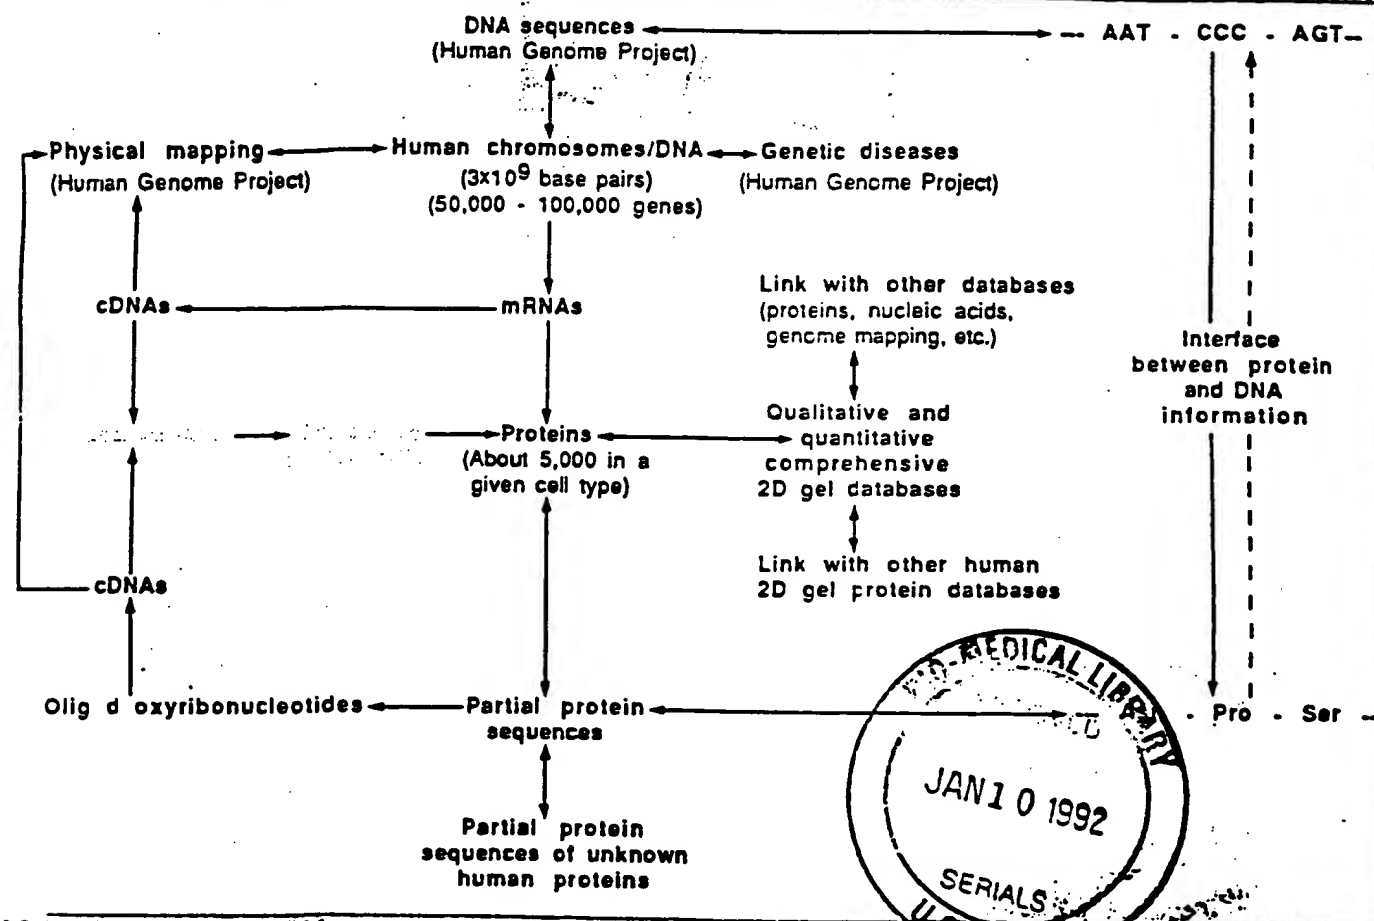 DNA sequences
(Human Genome Project)
— AAT - CCC - AGT—
Physical mapping
(Human Genome Project)
Human chromosomes/DNA
(3x10⁹ base pairs)
(50,000 - 100,000 genes)
Genetic diseases
(Human Genome Project)
cDNAs
mRNAs
Link with other databases
(proteins, nucleic acids,
genome mapping, etc.)
Interface
between protein
and DNA
information
Proteins
(About 5,000 in a
given cell type)
Qualitative and
quantitative
comprehensive
2D gel databases
cDNAs
Link with other human
2D gel protein databases
Olig d oxyribonucleotides
Partial protein
sequences
- Pro - Ser —
Partial protein
sequences of unknown
human proteins
MEDICAL LIBRARY
JAN 10 1992
SERIALS